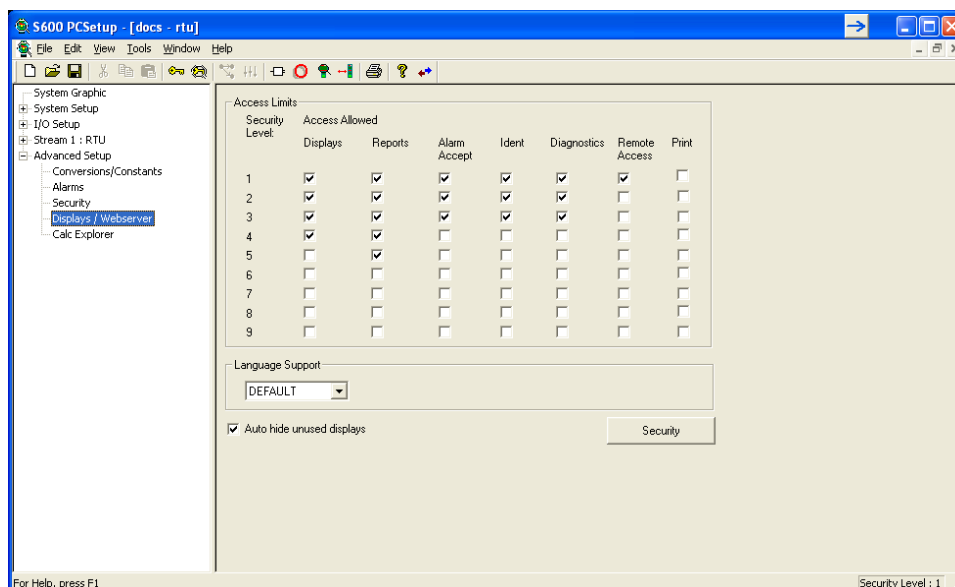 S600 PCSetup - [docs - rtu]
File Edit View Tools Window Help
System Graphic
System Setup
I/O Setup
Stream 1 : RTU
Advanced Setup
Conversions/Constants
Alarms
Security
Displays / Webserver
Calc Explorer
Access Limits
Security Level:
Access Allowed
Displays Reports Alarm Accept Ident Diagnostics Remote Access Print
1
2
3
4
5
6
7
8
9
Language Support
DEFAULT
Auto hide unused displays
Security
For Help, press F1
Security Level : 1